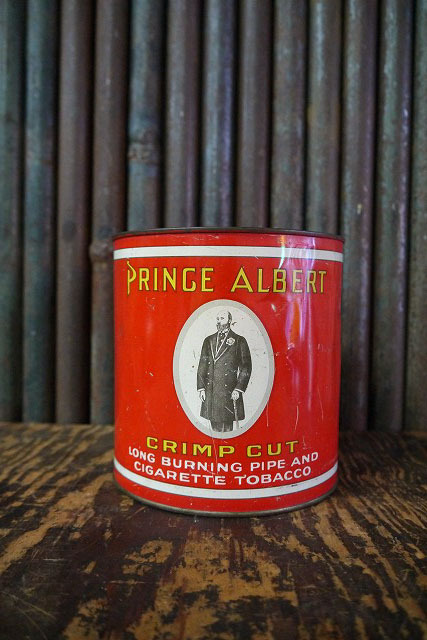 PRINCE ALBERT
CRIMP CUT
LONG BURNING PIPE AND
CIGARETTE TOBACCO